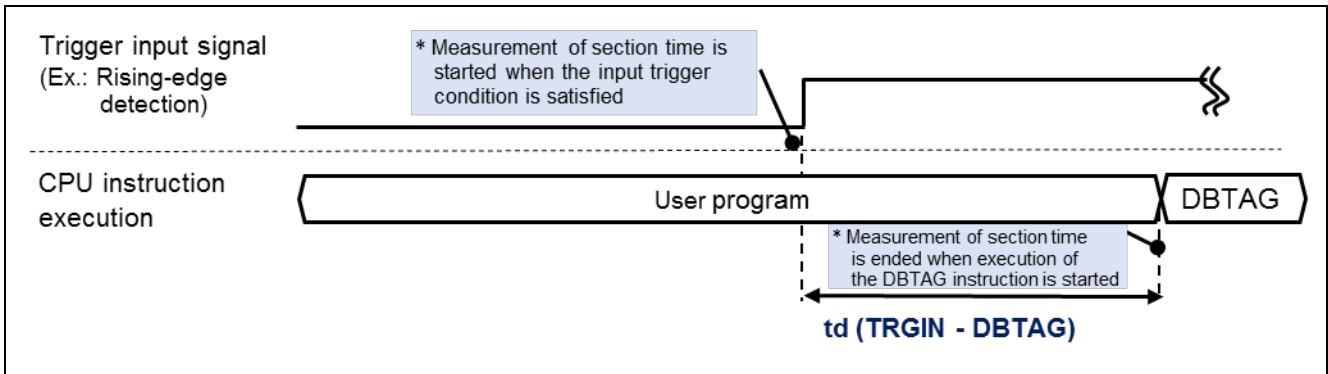 Trigger input signal
(Ex.: Rising-edge
detection)
* Measurement of section time is
started when the input trigger
condition is satisfied
CPU instruction
execution
User program
DBTAG
* Measurement of section time
is ended when execution of
the DBTAG instruction is started
td (TRGIN - DBTAG)